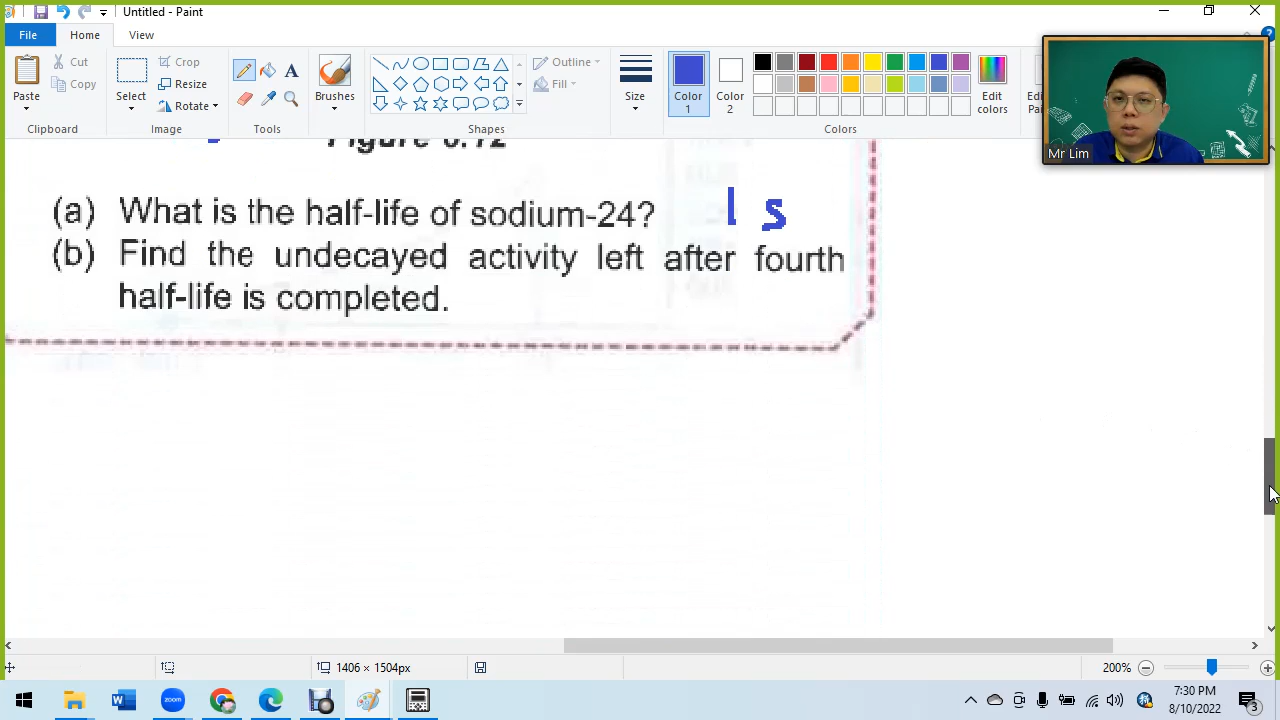 Untitled - Paint
File Home View
Cut
Copy
Paste
Clipboard
Select
Crop
Resize
Rotate
Image
Tools
Brushes
Shapes
Outline
Fill
Size
Color 1
Color 2
Edit colors
Colors
Mr Lim
(a) What is the half-life of sodium-24? 1 s
(b) Find the undecayed activity left after fourth
half-life is completed.
1406 × 1504px
200%
zoom
7:30 PM
8/10/2022
3